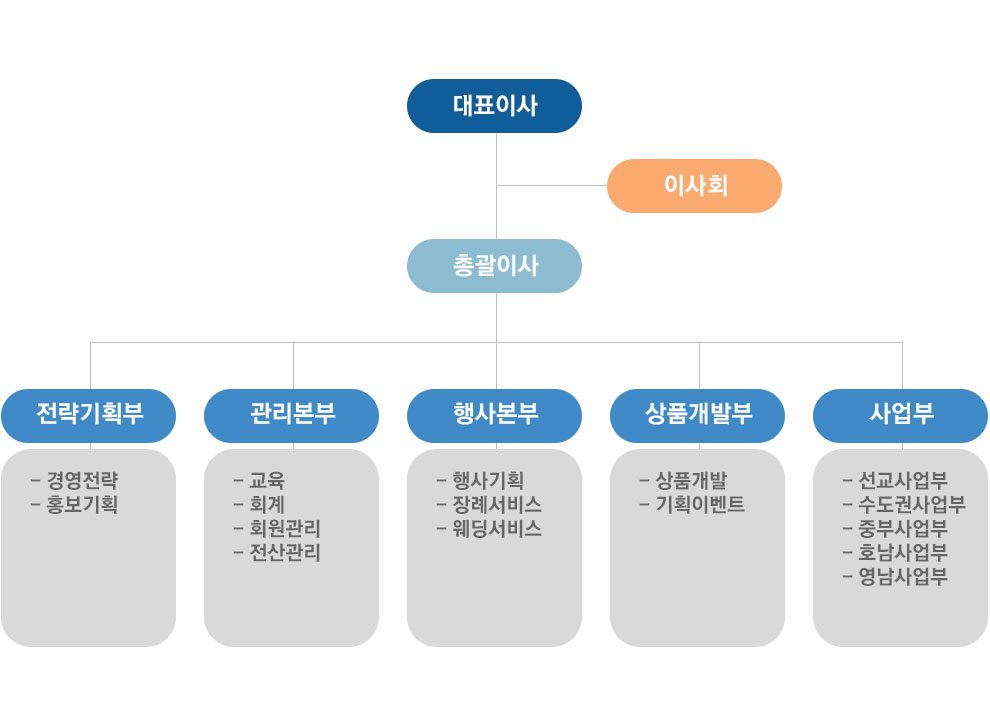 대표이사
이사회
총괄이사
전략기획부
관리본부
행사본부
상품개발부
사업부
– 경영전략
– 홍보기획
– 교육
– 회계
– 회원관리
– 전산관리
– 행사기획
– 장례서비스
– 웨딩서비스
– 상품개발
– 기획이벤트
– 선교사업부
– 수도권사업부
– 중부사업부
– 호남사업부
– 영남사업부